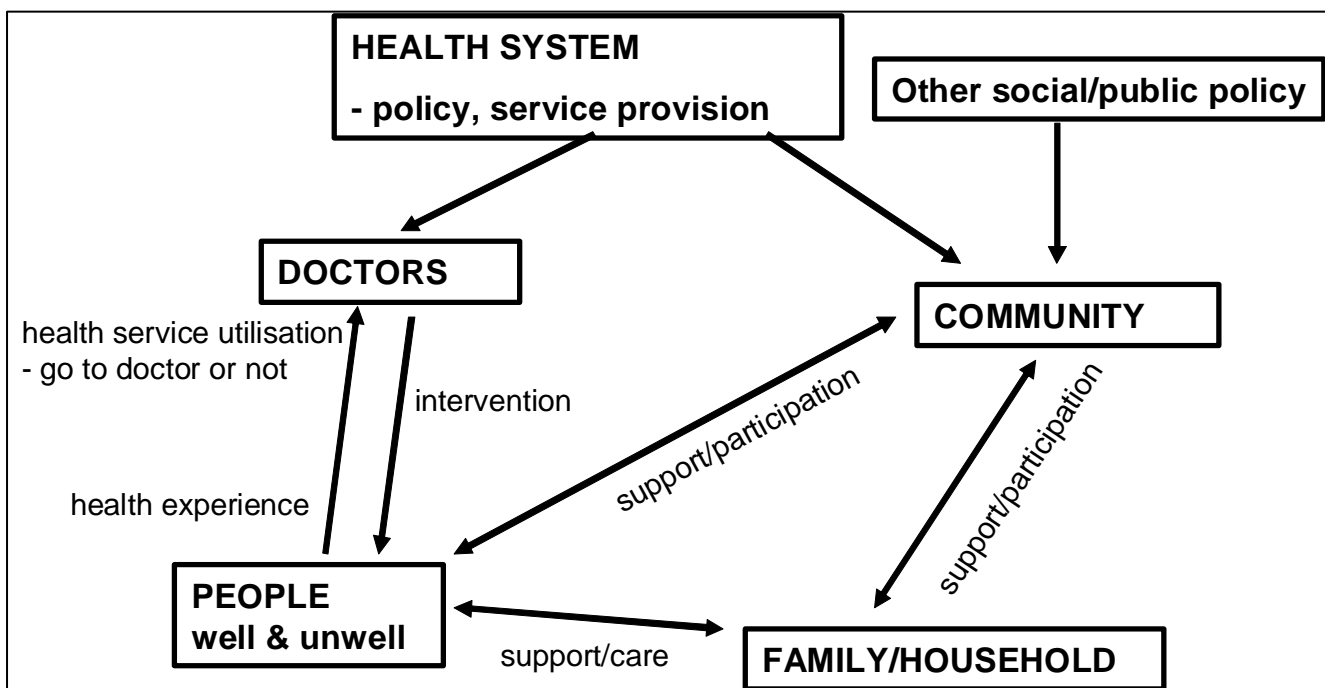 HEALTH SYSTEM
- policy, service provision
Other social/public policy
DOCTORS
COMMUNITY
health service utilisation
- go to doctor or not
intervention
support/participation
support/participation
health experience
PEOPLE
well & unwell
support/care
FAMILY/HOUSEHOLD